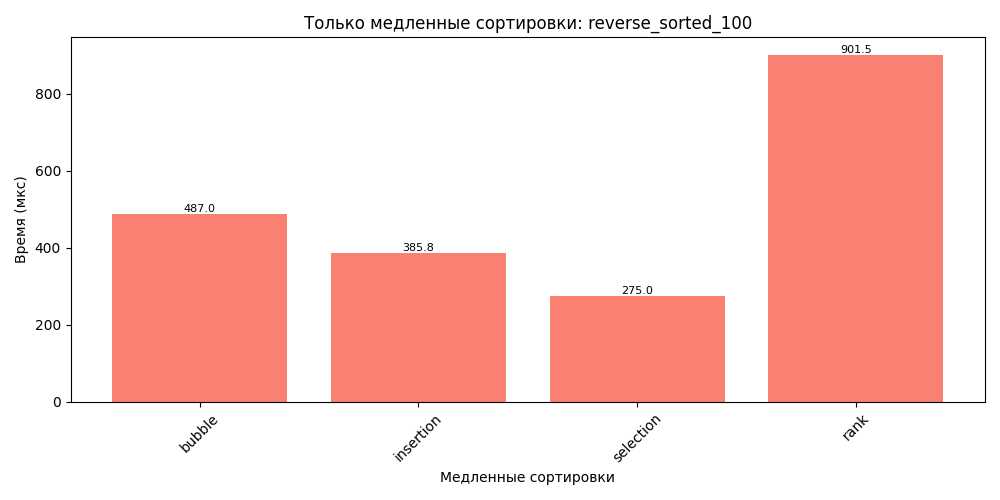 Только медленные сортировки: reverse_sorted_100
Время (мкс)
800
600
400
200
0
487.0
385.8
275.0
901.5
bubble
insertion
selection
rank
Медленные сортировки